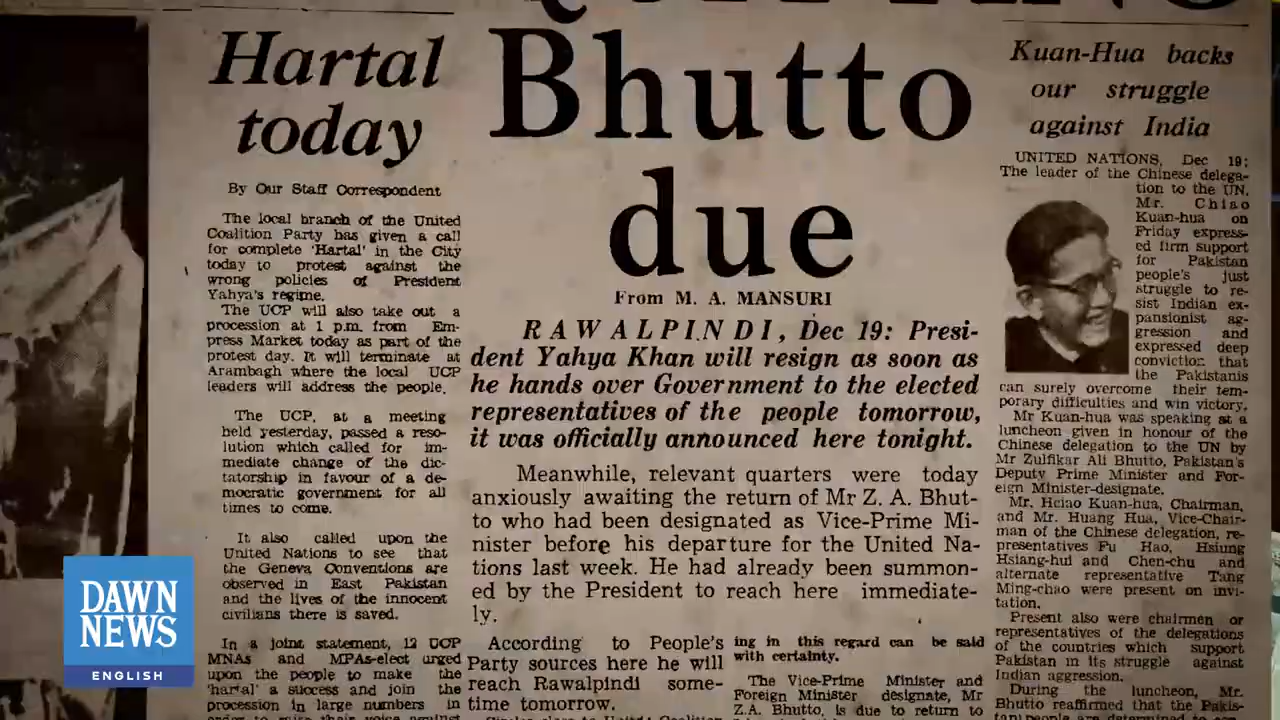 Hartal
today
By Our Staff Correspondent
The local branch of the United
Coalition Party has given a call
for complete 'Hartal' in the City
today to protest against the
wrong policies of President
Yahya's regime.
The UCP will also take out a
procession at 1 p.m. from Em-
press Market today as part of the
protest day. It will terminate at
Arambagh where the local UCP
leaders will address the people.
The UCP, at a meeting
held yesterday, passed a reso-
lution which called for im-
mediate change of the dic-
tatorship in favour of a de-
mocratic government for all
times to come.
It also called upon the
United Nations to see that
the Geneva Conventions are
observed in East Pakistan
and the lives of the innocent
civilians there is saved.
In a joint statement, 12 UCP
MNAs and MPAs-elect urged
upon the people to make the
'hartal' a success and join the
procession in large numbers in
Bhutto
due
From M. A. MANSURI
RAWALPINDI, Dec 19: Presi-
dent Yahya Khan will resign as soon as
he hands over Government to the elected
representatives of the people tomorrow,
it was officially announced here tonight.
Meanwhile, relevant quarters were today
anxiously awaiting the return of Mr Z. A. Bhut-
to who had been designated as Vice-Prime Mi-
nister before his departure for the United Na-
tions last week. He had already been summon-
ed by the President to reach here immediate-
ly.
According to People's
Party sources here he will
reach Rawalpindi some-
time tomorrow.
ing in this regard can be said
with certainty.
The Vice-Prime Minister and
Foreign Minister designate, Mr
Z.A. Bhutto, is due to return to
Kuan-Hua backs
our struggle
against India
UNITED NATIONS, Dec 19:
The leader of the Chinese delega-
tion to the UN,
Mr. Chiao
Kuan-hua on
Friday express-
ed firm support
for Pakistan
people's just
struggle to re-
sist Indian ex-
pansionist ag-
gression and
expressed deep
conviction that
the Pakistanis
can surely overcome their tem-
porary difficulties and win victory.
Mr Kuan-hua was speaking at a
luncheon given in honour of the
Chinese delegation to the UN by
Mr Zulfikar Ali Bhutto, Pakistan's
Deputy Prime Minister and For-
eign Minister-designate.
Mr. Hciao Kuan-hua, Chairman,
and Mr. Huang Hua, Vice-Chair-
man of the Chinese delegation, re-
presentatives Fu Hao, Hsiung
Hsiang-hui and Chen-chu and
alternate representative Tang
Ming-chao were present on invi-
tation.
Present also were chairmen or
representatives of the delegations
of the countries which support
Pakistan in its struggle against
Indian aggression.
During the luncheon, Mr.
Bhutto reaffirmed that the Pakis-
DAWN
NEWS
ENGLISH